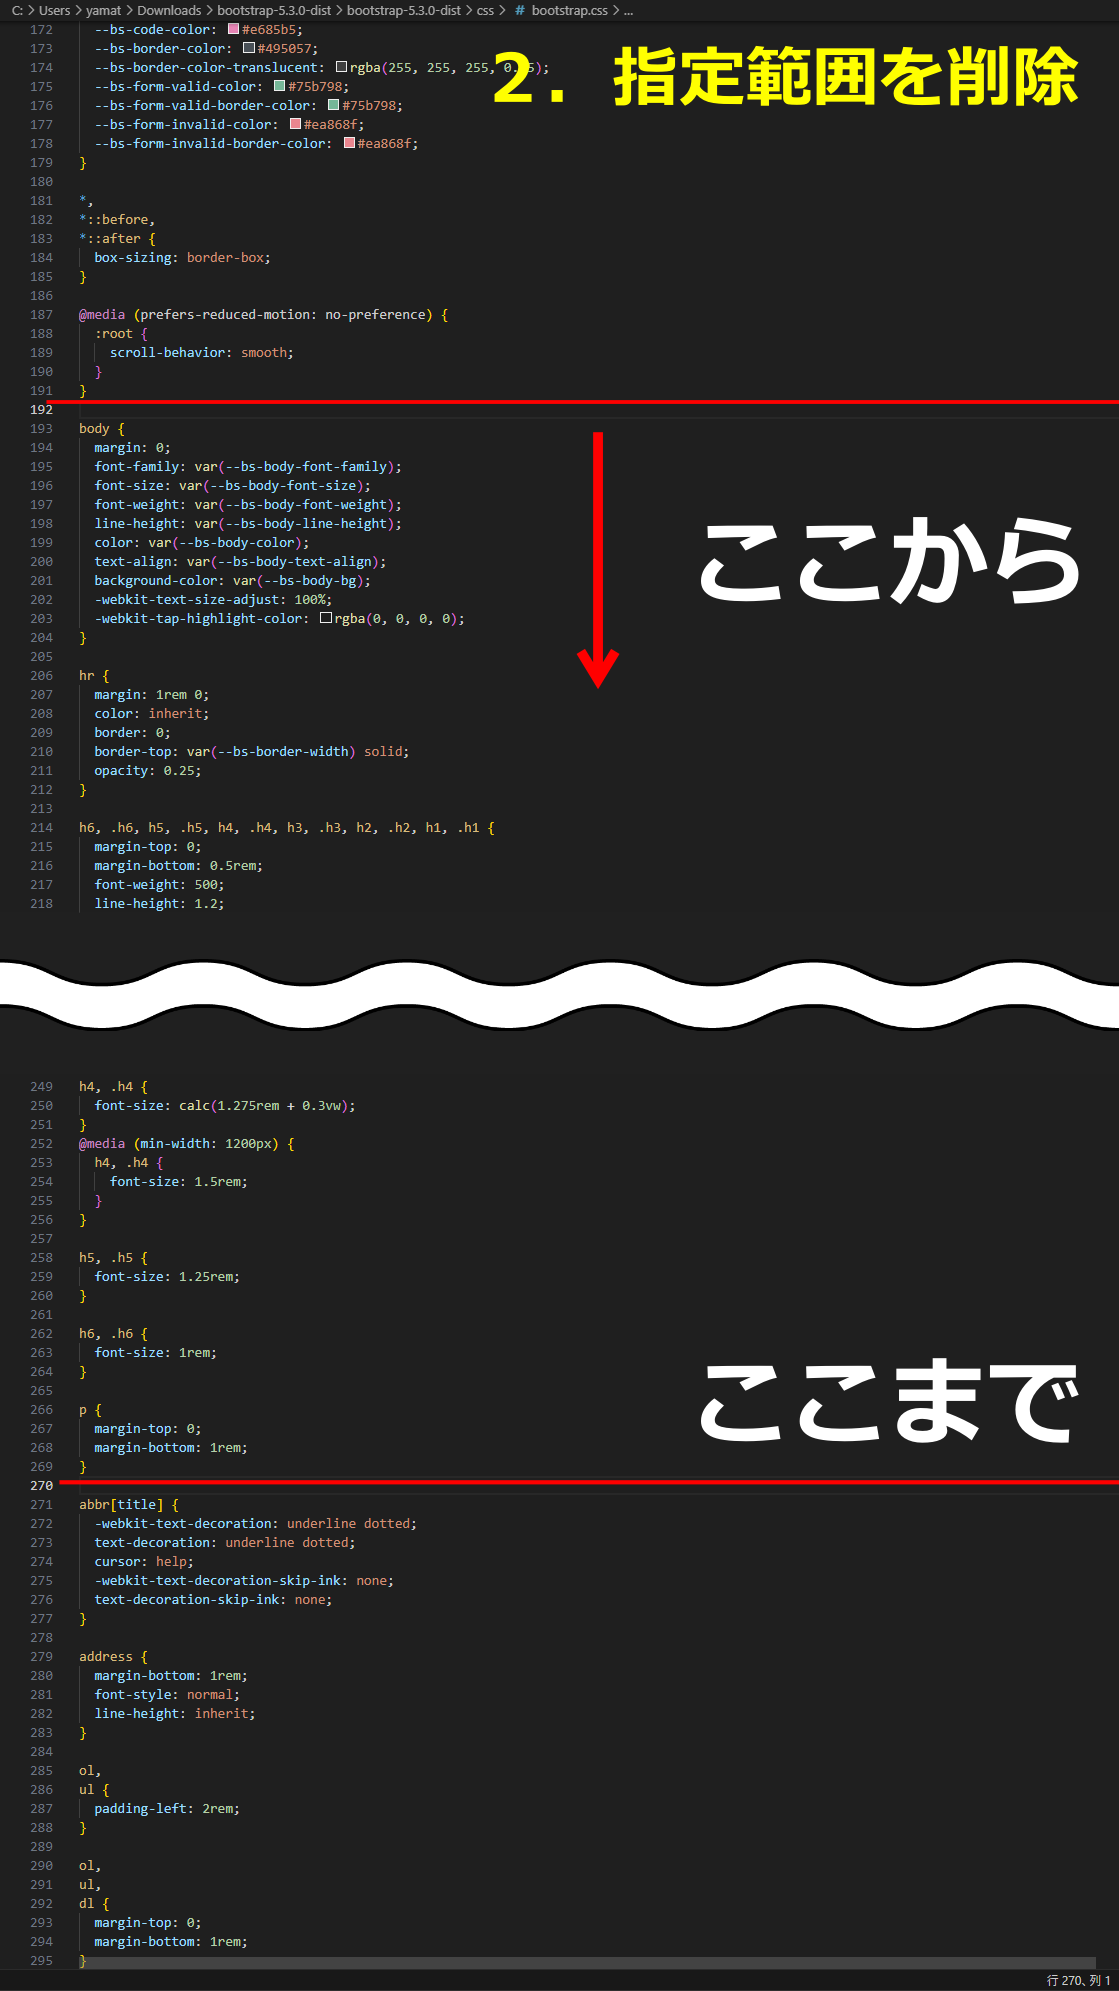 C: > Users > yamat > Downloads > bootstrap-5.3.0-dist > bootstrap-5.3.0-dist > css > # bootstrap.css > ...
2. 指定範囲を削除
172 --bs-code-color: #e685b5;
173 --bs-border-color: #495057;
174 --bs-border-color-translucent: rgba(255, 255, 255, 0.15);
175 --bs-form-valid-color: #75b798;
176 --bs-form-valid-border-color: #75b798;
177 --bs-form-invalid-color: #ea868f;
178 --bs-form-invalid-border-color: #ea868f;
179 }
180
181 *,
182 *::before,
183 *::after {
184 box-sizing: border-box;
185 }
186
187 @media (prefers-reduced-motion: no-preference) {
188 :root {
189 scroll-behavior: smooth;
190 }
191 }
192
193 body {
194 margin: 0;
195 font-family: var(--bs-body-font-family);
196 font-size: var(--bs-body-font-size);
197 font-weight: var(--bs-body-font-weight);
198 line-height: var(--bs-body-line-height);
199 color: var(--bs-body-color);
200 text-align: var(--bs-body-text-align);
201 background-color: var(--bs-body-bg);
202 -webkit-text-size-adjust: 100%;
203 -webkit-tap-highlight-color: rgba(0, 0, 0, 0);
204 }
ここから
205
206 hr {
207 margin: 1rem 0;
208 color: inherit;
209 border: 0;
210 border-top: var(--bs-border-width) solid;
211 opacity: 0.25;
212 }
213
214 h6, .h6, h5, .h5, h4, .h4, h3, .h3, h2, .h2, h1, .h1 {
215 margin-top: 0;
216 margin-bottom: 0.5rem;
217 font-weight: 500;
218 line-height: 1.2;
249 h4, .h4 {
250 font-size: calc(1.275rem + 0.3vw);
251 }
252 @media (min-width: 1200px) {
253 h4, .h4 {
254 font-size: 1.5rem;
255 }
256 }
257
258 h5, .h5 {
259 font-size: 1.25rem;
260 }
261
262 h6, .h6 {
263 font-size: 1rem;
264 }
265
266 p {
267 margin-top: 0;
268 margin-bottom: 1rem;
269 }
ここまで
270
271 abbr[title] {
272 -webkit-text-decoration: underline dotted;
273 text-decoration: underline dotted;
274 cursor: help;
275 -webkit-text-decoration-skip-ink: none;
276 text-decoration-skip-ink: none;
277 }
278
279 address {
280 margin-bottom: 1rem;
281 font-style: normal;
282 line-height: inherit;
283 }
284
285 ol,
286 ul {
287 padding-left: 2rem;
288 }
289
290 ol,
291 ul,
292 dl {
293 margin-top: 0;
294 margin-bottom: 1rem;
295 }
行 270、列 1